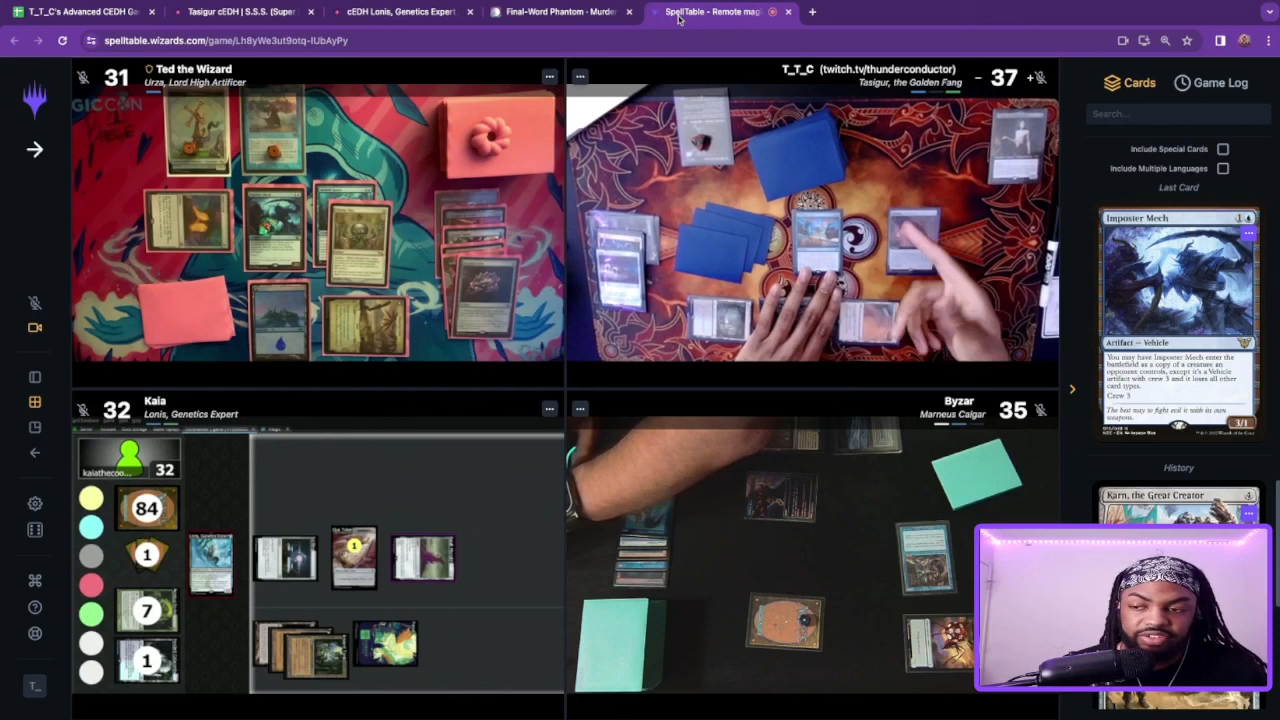 T_T_C's Advanced CEDH Ga
Tasigur cEDH | S.S.S. (Super
cEDH Lonis, Genetics Expert
Final-Word Phantom · Murder
SpellTable - Remote mag
spelltable.wizards.com/game/Lh8yWe3ut9otq-IUbAyPy
31
Ted the Wizard
Urza, Lord High Artificer
T_T_C (twitch.tv/thunderconductor)
Tasigur, the Golden Fang
- 37 +
32
Kaia
Lonis, Genetics Expert
Byzar
Marneus Calgar
35
kaiathecoo...
32
84
1
7
1
1
T_
Cards
Game Log
Search...
Include Special Cards
Include Multiple Languages
Last Card
Imposter Mech
1
Artifact — Vehicle
You may have Imposter Mech enter the
battlefield as a copy of a creature an
opponent controls, except it's a Vehicle
artifact with crew 3 and it loses all other
card types.
Crew 3
The best way to fight evil is with its own
weapons.
3/1
History
Karn, the Great Creator
4